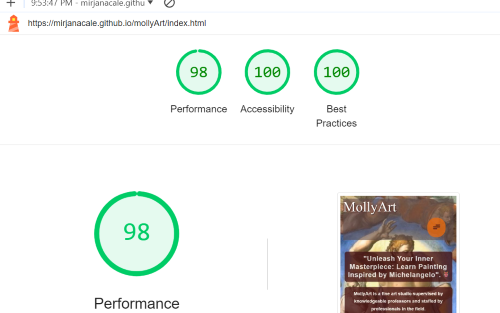 9:53:47 PM - mirjanacale.githu
https://mirjanacale.github.io/mollyArt/index.html
98
100
100
Performance
Accessibility
Best
Practices
98
Performance
MollyArt
"Unleash Your Inner
Masterpiece: Learn Painting
Inspired by Michelangelo".
MollyArt is a fine art studio supervised by
knowledgeable professors and staffed by
professionals in the field.